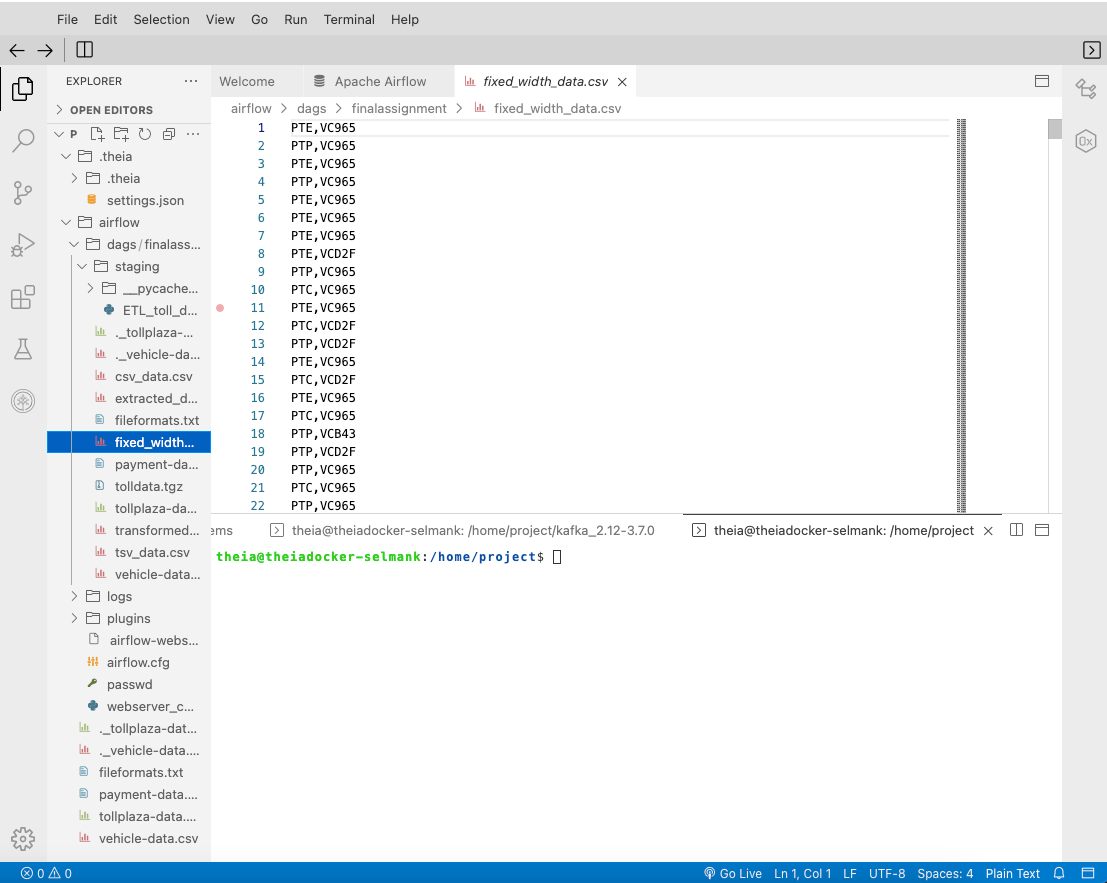 File Edit Selection View Go Run Terminal Help
EXPLORER
OPEN EDITORS
P
.theia
.theia
settings.json
airflow
dags/finalass...
staging
__pycache...
ETL_toll_d...
._tollplaza-...
._vehicle-da...
csv_data.csv
extracted_d...
fileformats.txt
fixed_width...
payment-da...
tolldata.tgz
tollplaza-da...
transformed...
tsv_data.csv
vehicle-data...
logs
plugins
airflow-webs...
airflow.cfg
passwd
webserver_c...
._tollplaza-dat...
._vehicle-data....
fileformats.txt
payment-data....
tollplaza-data....
vehicle-data.csv
Welcome Apache Airflow fixed_width_data.csv
airflow > dags > finalassignment > fixed_width_data.csv
1 PTE,VC965
2 PTP,VC965
3 PTE,VC965
4 PTP,VC965
5 PTE,VC965
6 PTE,VC965
7 PTE,VC965
8 PTE,VCD2F
9 PTP,VC965
10 PTC,VC965
11 PTE,VC965
12 PTC,VCD2F
13 PTP,VCD2F
14 PTE,VC965
15 PTC,VCD2F
16 PTE,VC965
17 PTC,VC965
18 PTP,VCB43
19 PTP,VCD2F
20 PTP,VC965
21 PTC,VC965
22 PTP,VC965
ems theia@theiadocker-selmank: /home/project/kafka_2.12-3.7.0 theia@theiadocker-selmank: /home/project
theia@theiadocker-selmank:/home/project$
0x
0 0 Go Live Ln 1, Col 1 LF UTF-8 Spaces: 4 Plain Text